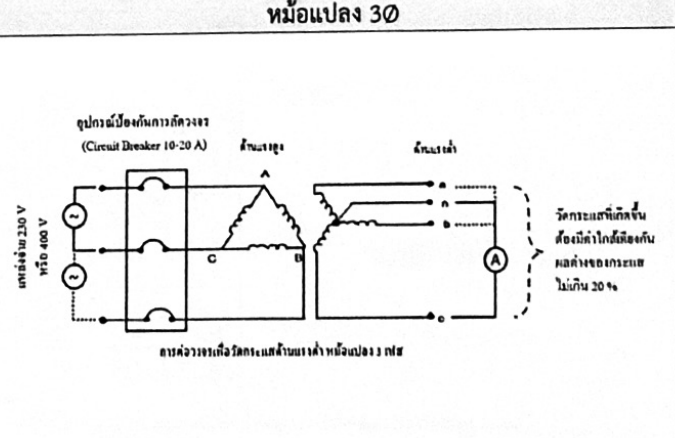 หม้อแปลง 3Ø
อุปกรณ์ป้องกันการลัดวงจร
(Circuit Breaker 10-20 A)
ด้านแรงสูง
ด้านแรงต่ำ
แหล่งจ่าย 230 V
หรือ 400 V
A
C
B
a
n
b
c
A
วัดกระแสที่เกิดขึ้น
ต้องมีค่าใกล้เคียงกัน
ผลต่างของกระแส
ไม่เกิน 20 %
การต่อวงจรเพื่อวัดกระแสด้านแรงต่ำ หม้อแปลง 3 เฟส